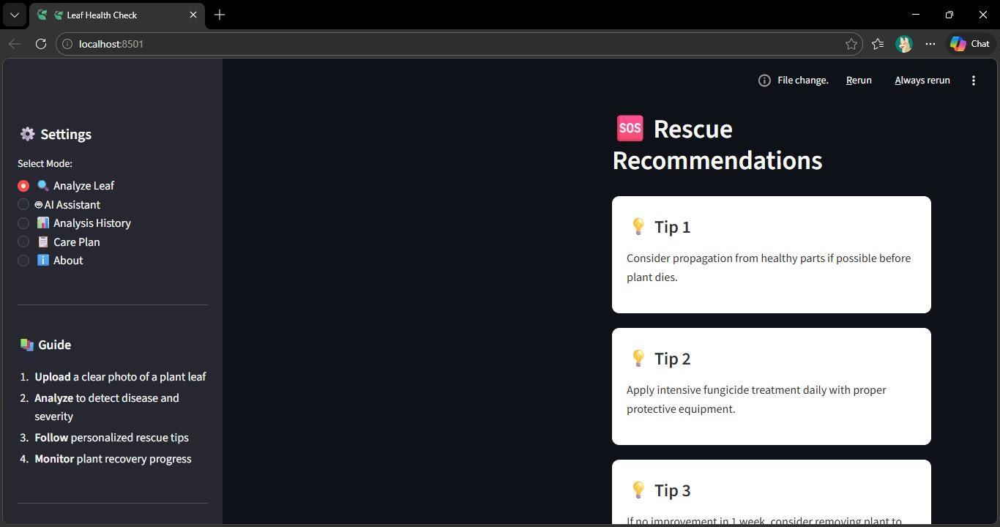 Leaf Health Check
localhost:8501
Chat
File change.
Rerun
Always rerun
Settings
Select Mode:
Analyze Leaf
AI Assistant
Analysis History
Care Plan
About
Guide
1. Upload a clear photo of a plant leaf
2. Analyze to detect disease and
severity
3. Follow personalized rescue tips
4. Monitor plant recovery progress
SOS Rescue
Recommendations
Tip 1
Consider propagation from healthy parts if possible before
plant dies.
Tip 2
Apply intensive fungicide treatment daily with proper
protective equipment.
Tip 3
If no improvement in 1 week, consider removing plant to